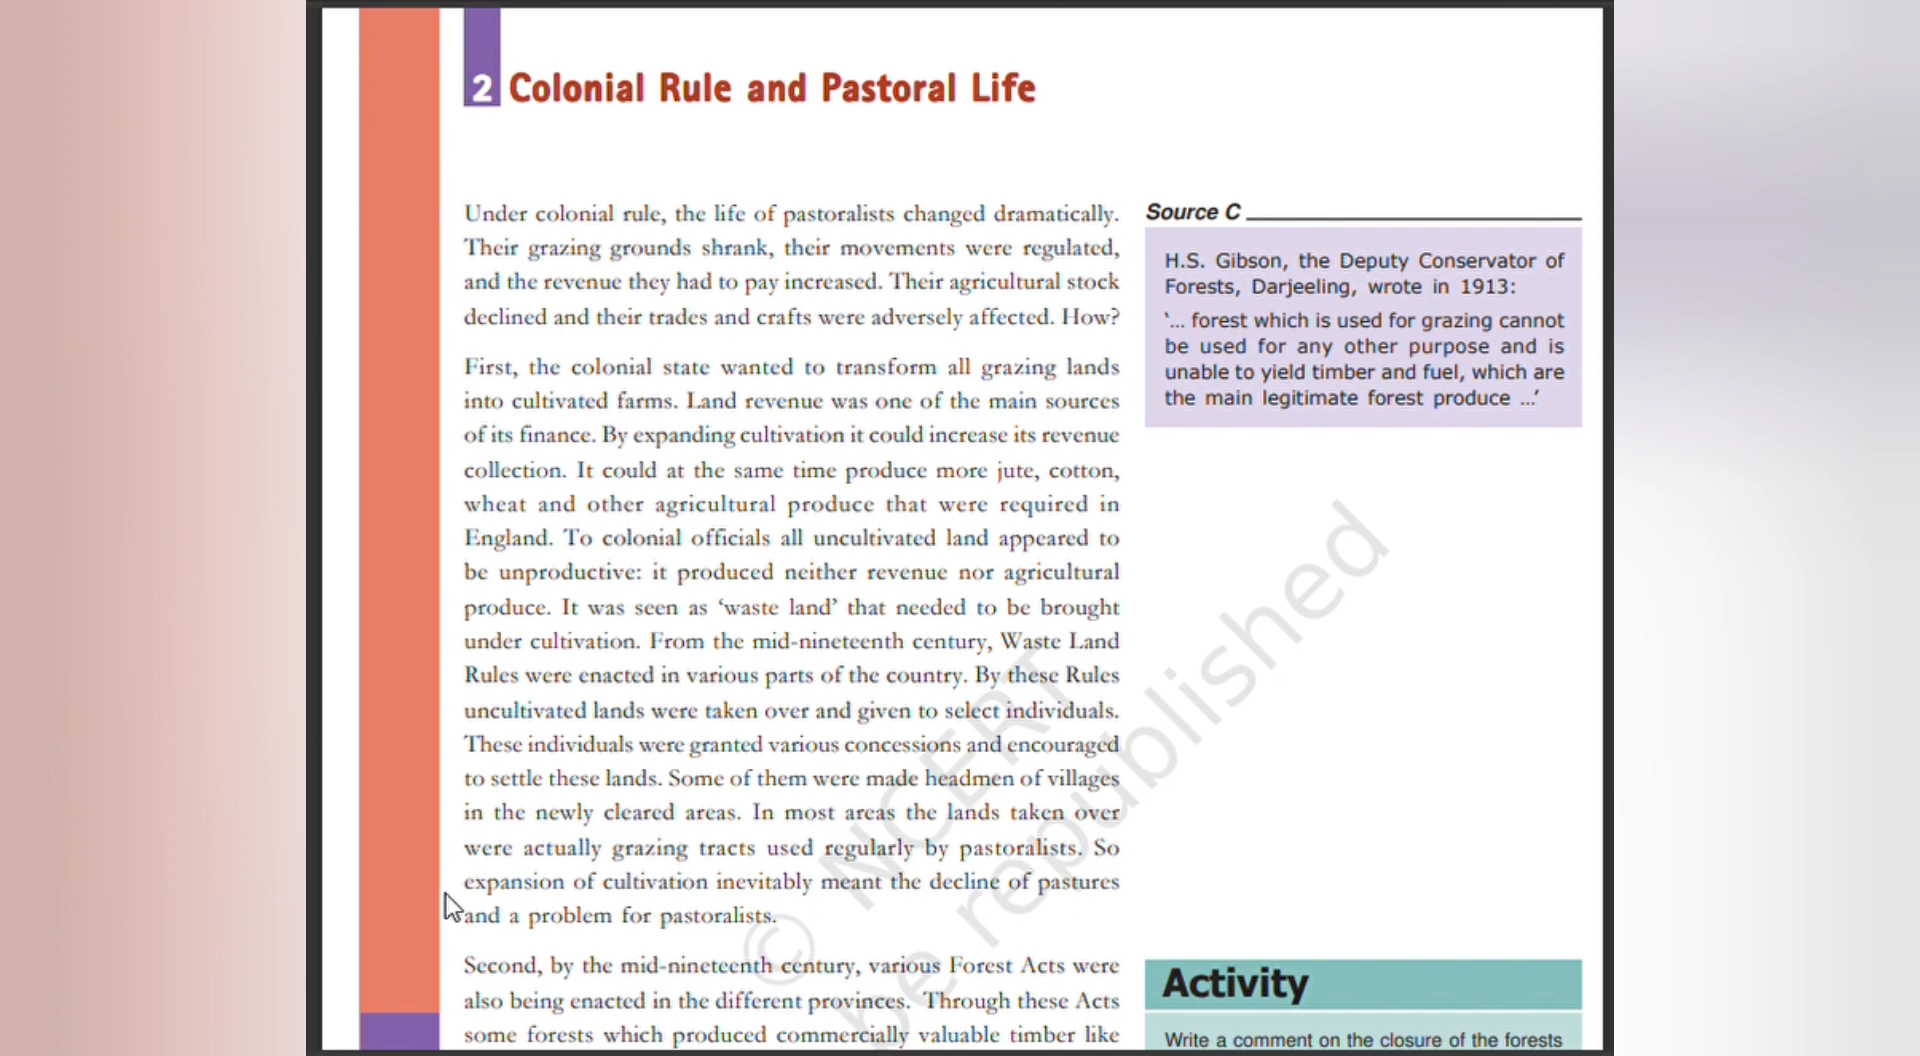 2 Colonial Rule and Pastoral Life
Under colonial rule, the life of pastoralists changed dramatically.
Their grazing grounds shrank, their movements were regulated,
and the revenue they had to pay increased. Their agricultural stock
declined and their trades and crafts were adversely affected. How?
First, the colonial state wanted to transform all grazing lands
into cultivated farms. Land revenue was one of the main sources
of its finance. By expanding cultivation it could increase its revenue
collection. It could at the same time produce more jute, cotton,
wheat and other agricultural produce that were required in
England. To colonial officials all uncultivated land appeared to
be unproductive: it produced neither revenue nor agricultural
produce. It was seen as ‘waste land’ that needed to be brought
under cultivation. From the mid-nineteenth century, Waste Land
Rules were enacted in various parts of the country. By these Rules
uncultivated lands were taken over and given to select individuals.
These individuals were granted various concessions and encouraged
to settle these lands. Some of them were made headmen of villages
in the newly cleared areas. In most areas the lands taken over
were actually grazing tracts used regularly by pastoralists. So
expansion of cultivation inevitably meant the decline of pastures
and a problem for pastoralists.
Second, by the mid-nineteenth century, various Forest Acts were
also being enacted in the different provinces. Through these Acts
some forests which produced commercially valuable timber like
Source C
H.S. Gibson, the Deputy Conservator of
Forests, Darjeeling, wrote in 1913:
‘... forest which is used for grazing cannot
be used for any other purpose and is
unable to yield timber and fuel, which are
the main legitimate forest produce ...’
Activity
Write a comment on the closure of the forests
© NCERT
be republished